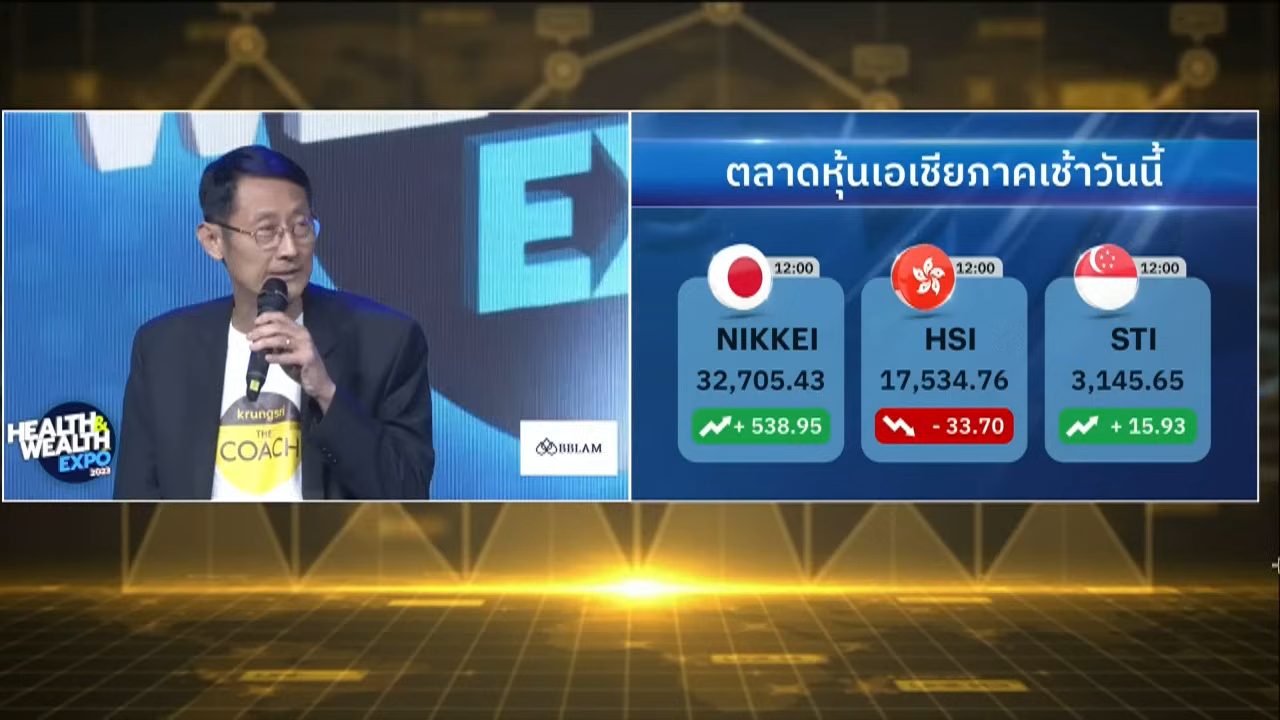 WE
EX
HEALTH&
WEALTH
EXPO
2023
krungsri
THE
COACH
BBLAM
ตลาดหุ้นเอเชียภาคเช้าวันนี้
12:00
NIKKEI
32,705.43
+ 538.95
12:00
HSI
17,534.76
- 33.70
12:00
STI
3,145.65
+ 15.93